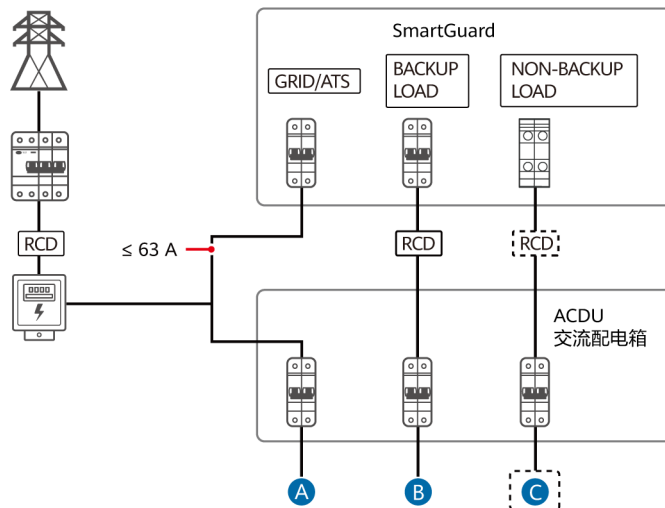 SmartGuard
GRID/ATS
BACKUP
LOAD
NON-BACKUP
LOAD
RCD
≤ 63 A
RCD
RCD
ACDU
交流配电箱
A
B
C